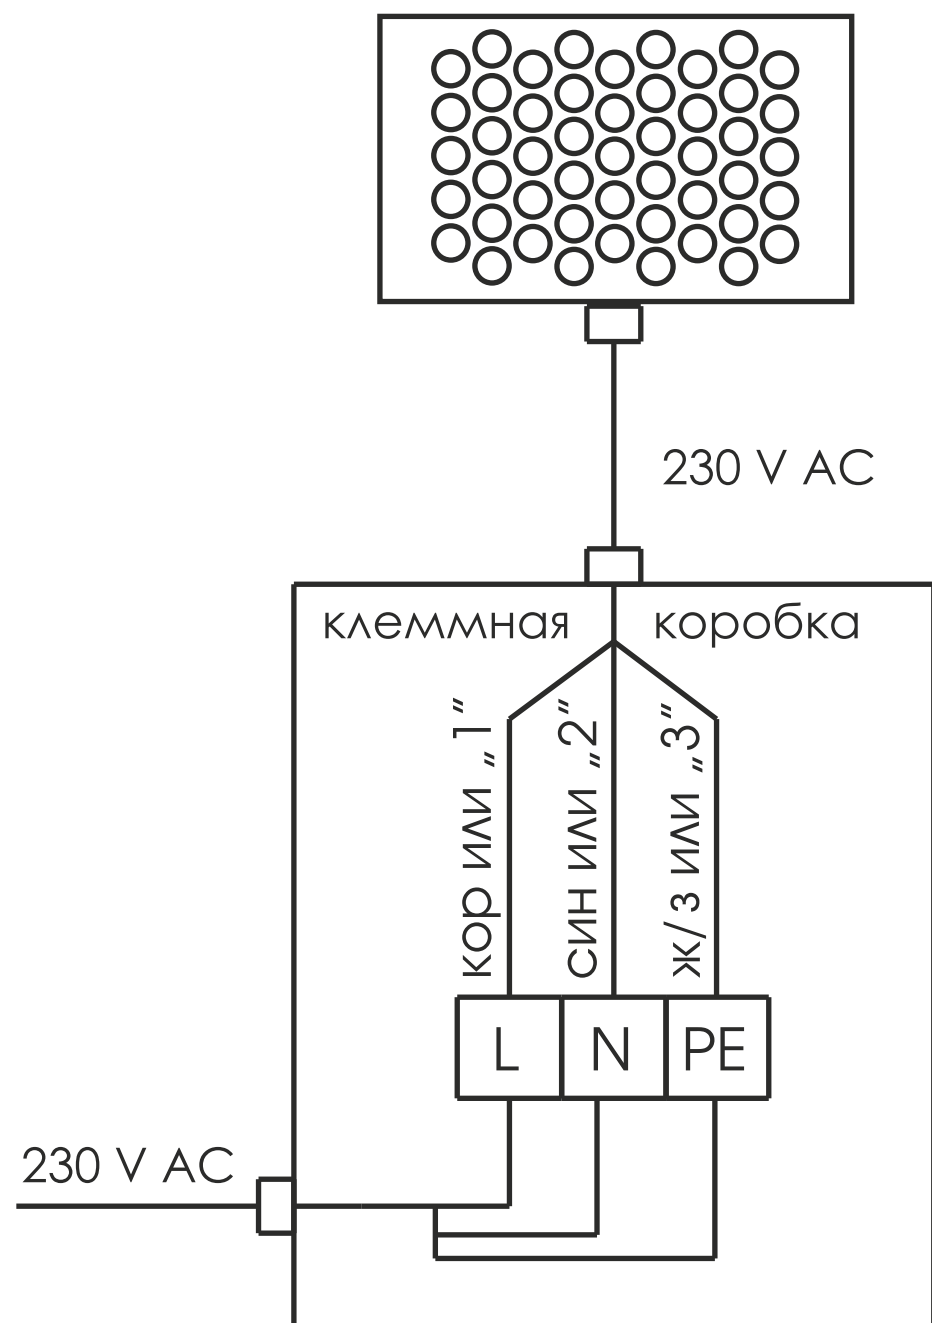 230 V AC
клеммная коробка
кор или „1”
син или „2”
ж/з или „3”
L N PE
230 V AC